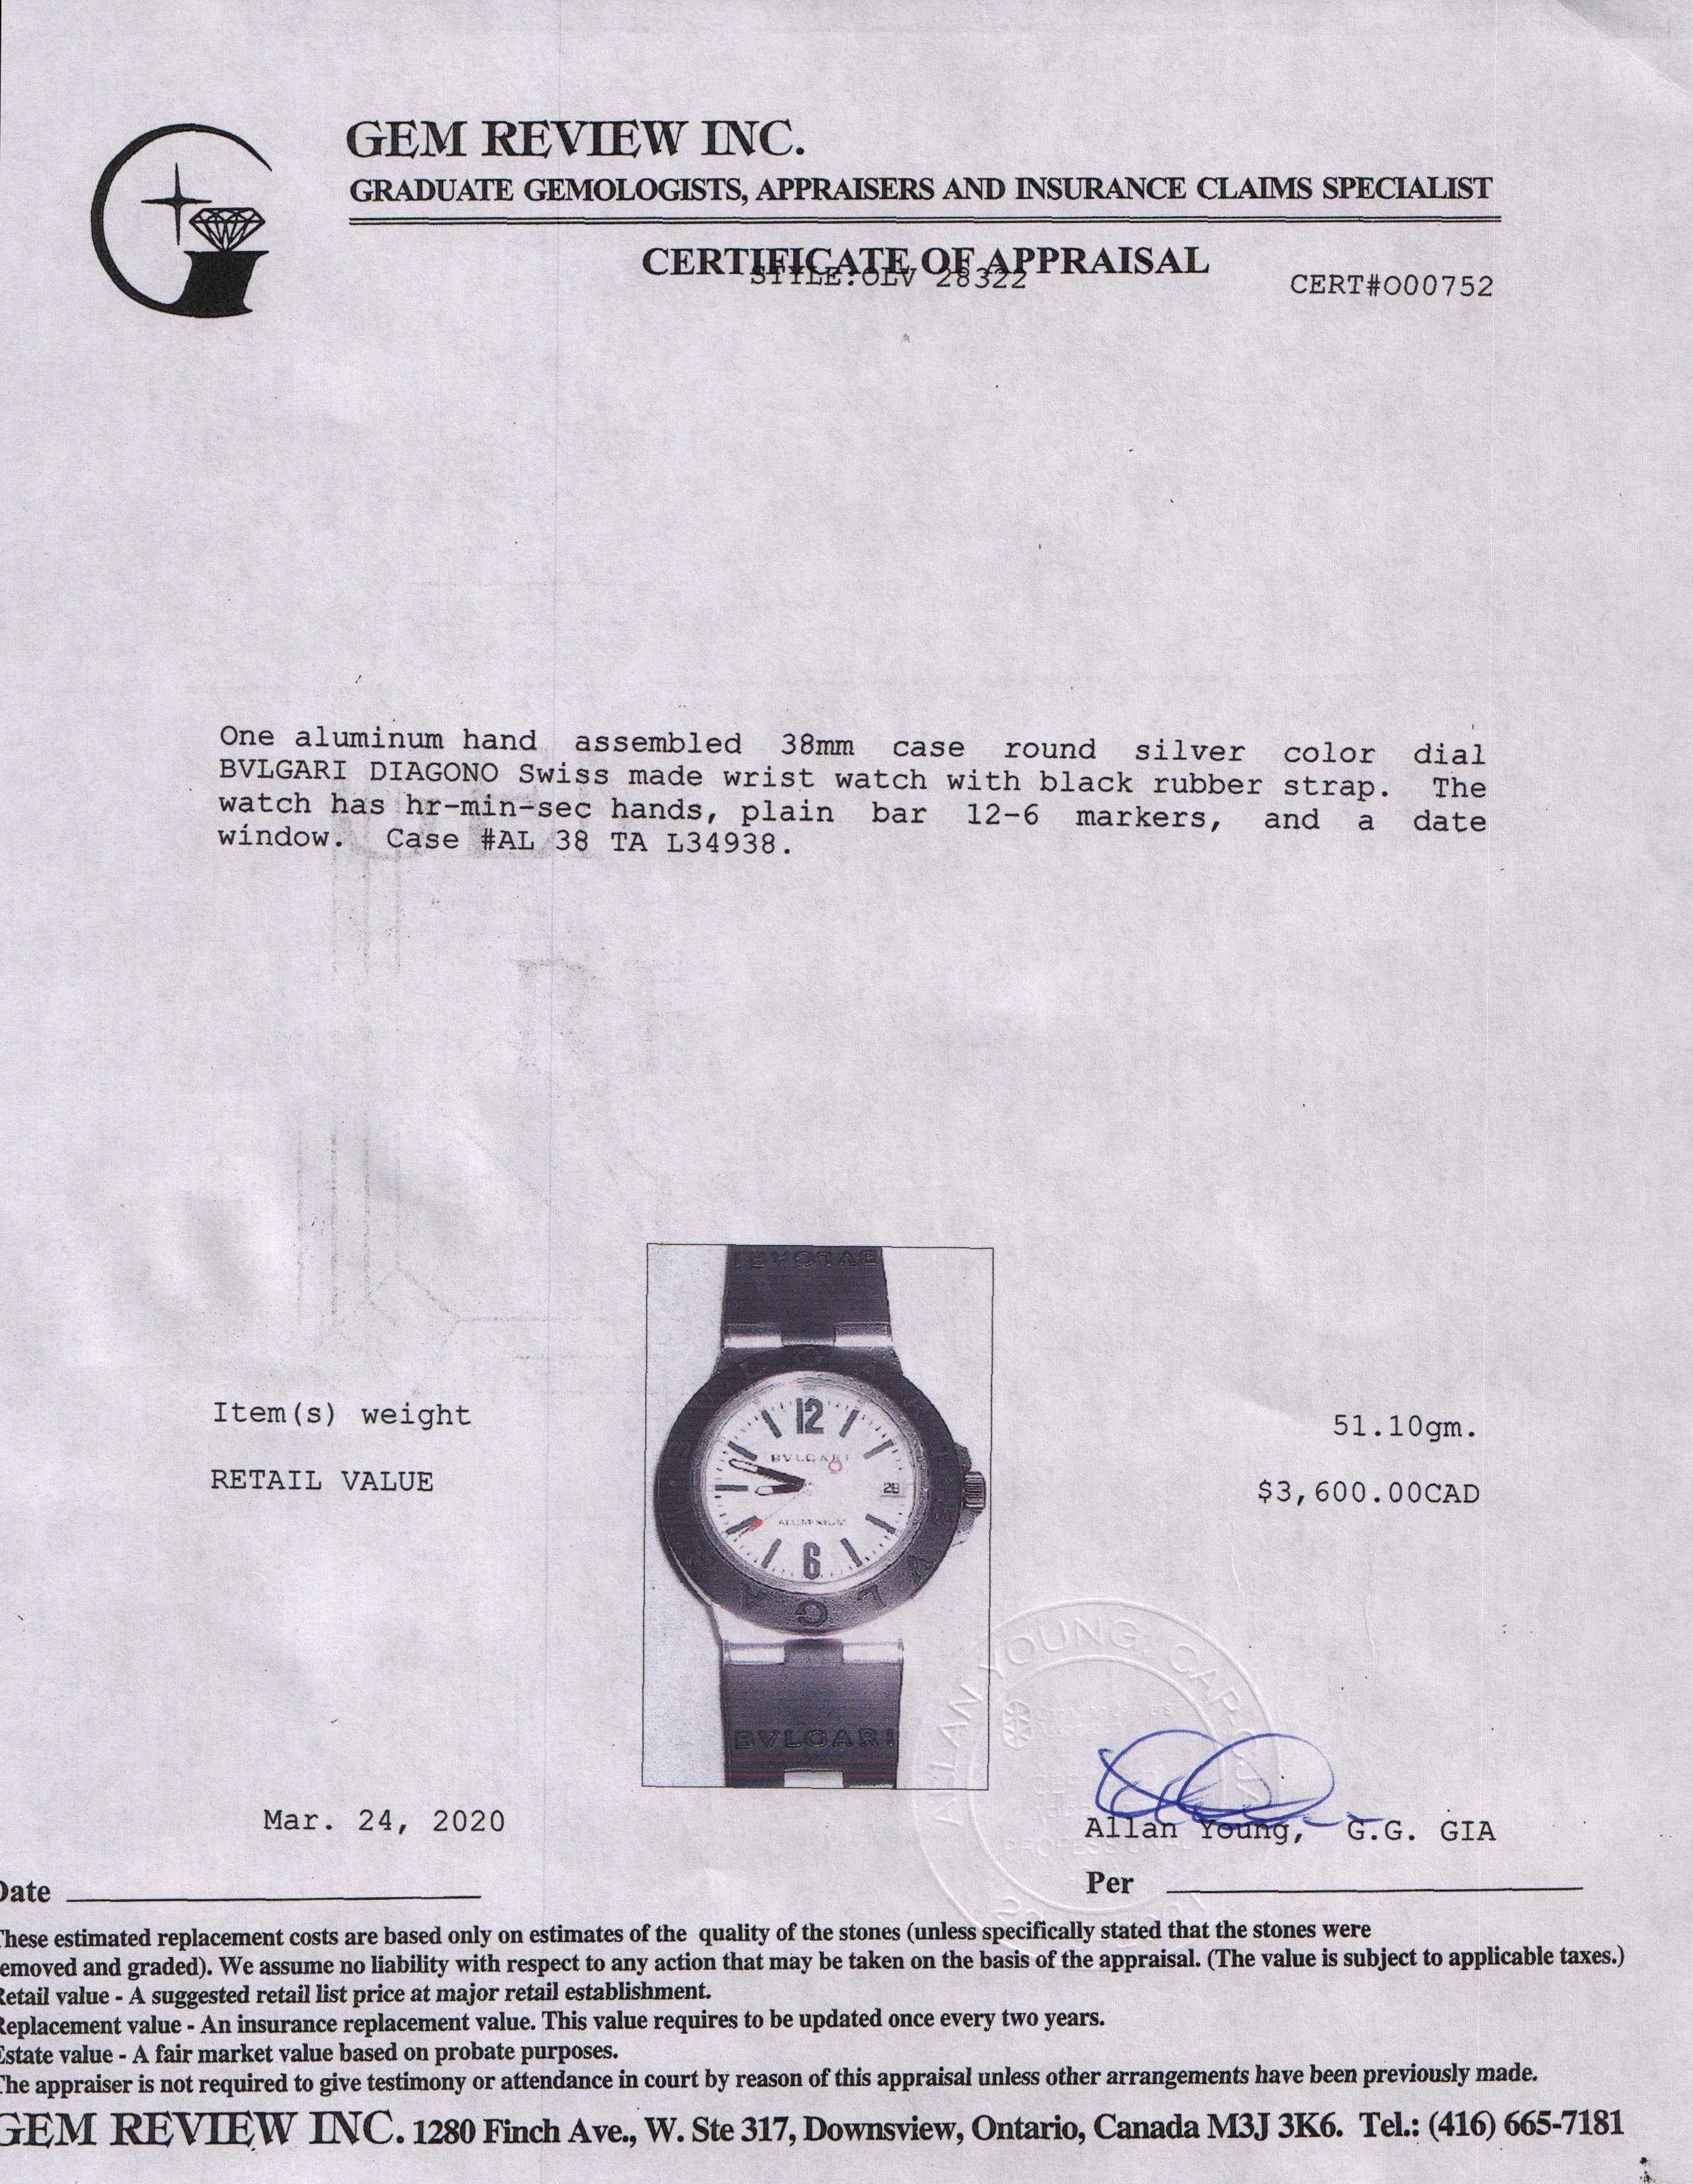 GEM REVIEW INC.
GRADUATE GEMOLOGISTS, APPRAISERS AND INSURANCE CLAIMS SPECIALIST
CERTIFICATE OF APPRAISAL
STYLE:OLV 28322
CERT#O00752
One aluminum hand assembled 38mm case round silver color dial
BVLGARI DIAGONO Swiss made wrist watch with black rubber strap. The
watch has hr-min-sec hands, plain bar 12-6 markers, and a date
window. Case #AL 38 TA L34938.
BVLGARI
12
BVLGARI
28
ALUMINIUM
6
BVLGARI
Item(s) weight 51.10gm.
RETAIL VALUE $3,600.00CAD
ALLAN YOUNG, CAP
Mar. 24, 2020
Allan Young, G.G. GIA
Date
Per
These estimated replacement costs are based only on estimates of the quality of the stones (unless specifically stated that the stones were
emoved and graded). We assume no liability with respect to any action that may be taken on the basis of the appraisal. (The value is subject to applicable taxes.)
Retail value - A suggested retail list price at major retail establishment.
Replacement value - An insurance replacement value. This value requires to be updated once every two years.
Estate value - A fair market value based on probate purposes.
The appraiser is not required to give testimony or attendance in court by reason of this appraisal unless other arrangements have been previously made.
GEM REVIEW INC. 1280 Finch Ave., W. Ste 317, Downsview, Ontario, Canada M3J 3K6. Tel.: (416) 665-7181